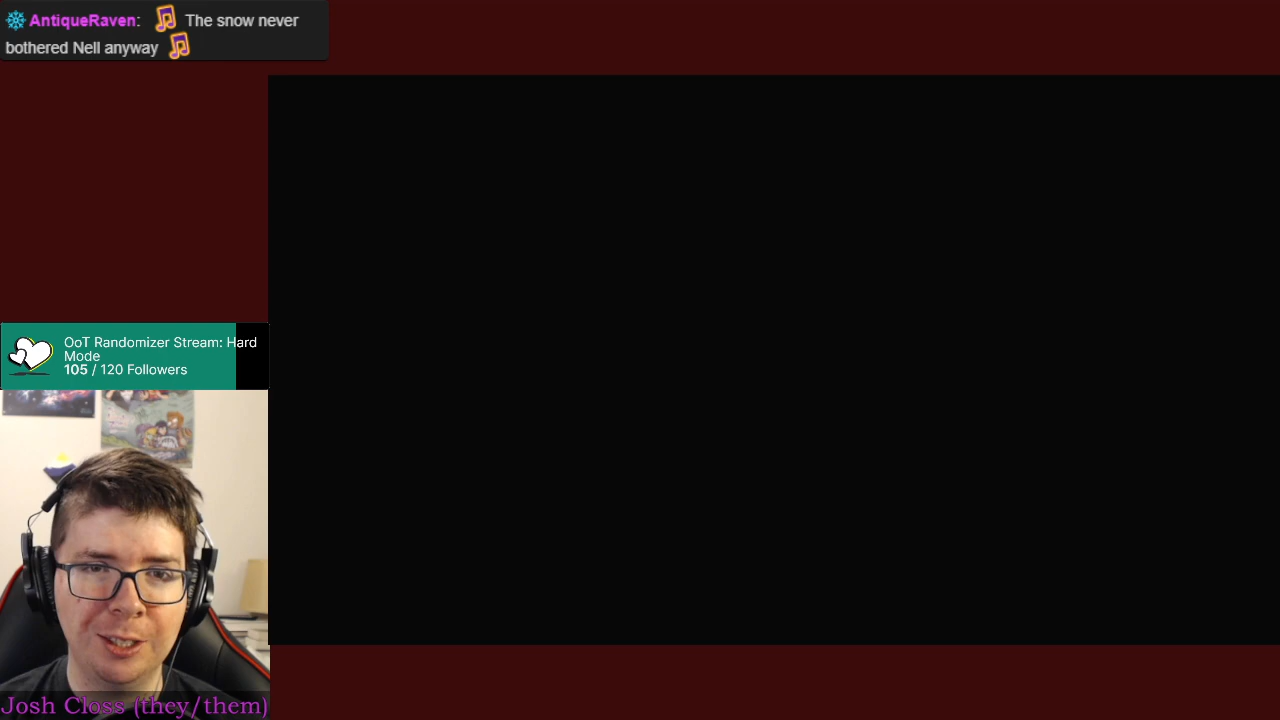 AntiqueRaven: The snow never
bothered Nell anyway
OoT Randomizer Stream: Hard
Mode
105 / 120 Followers
Josh Closs (they/them)